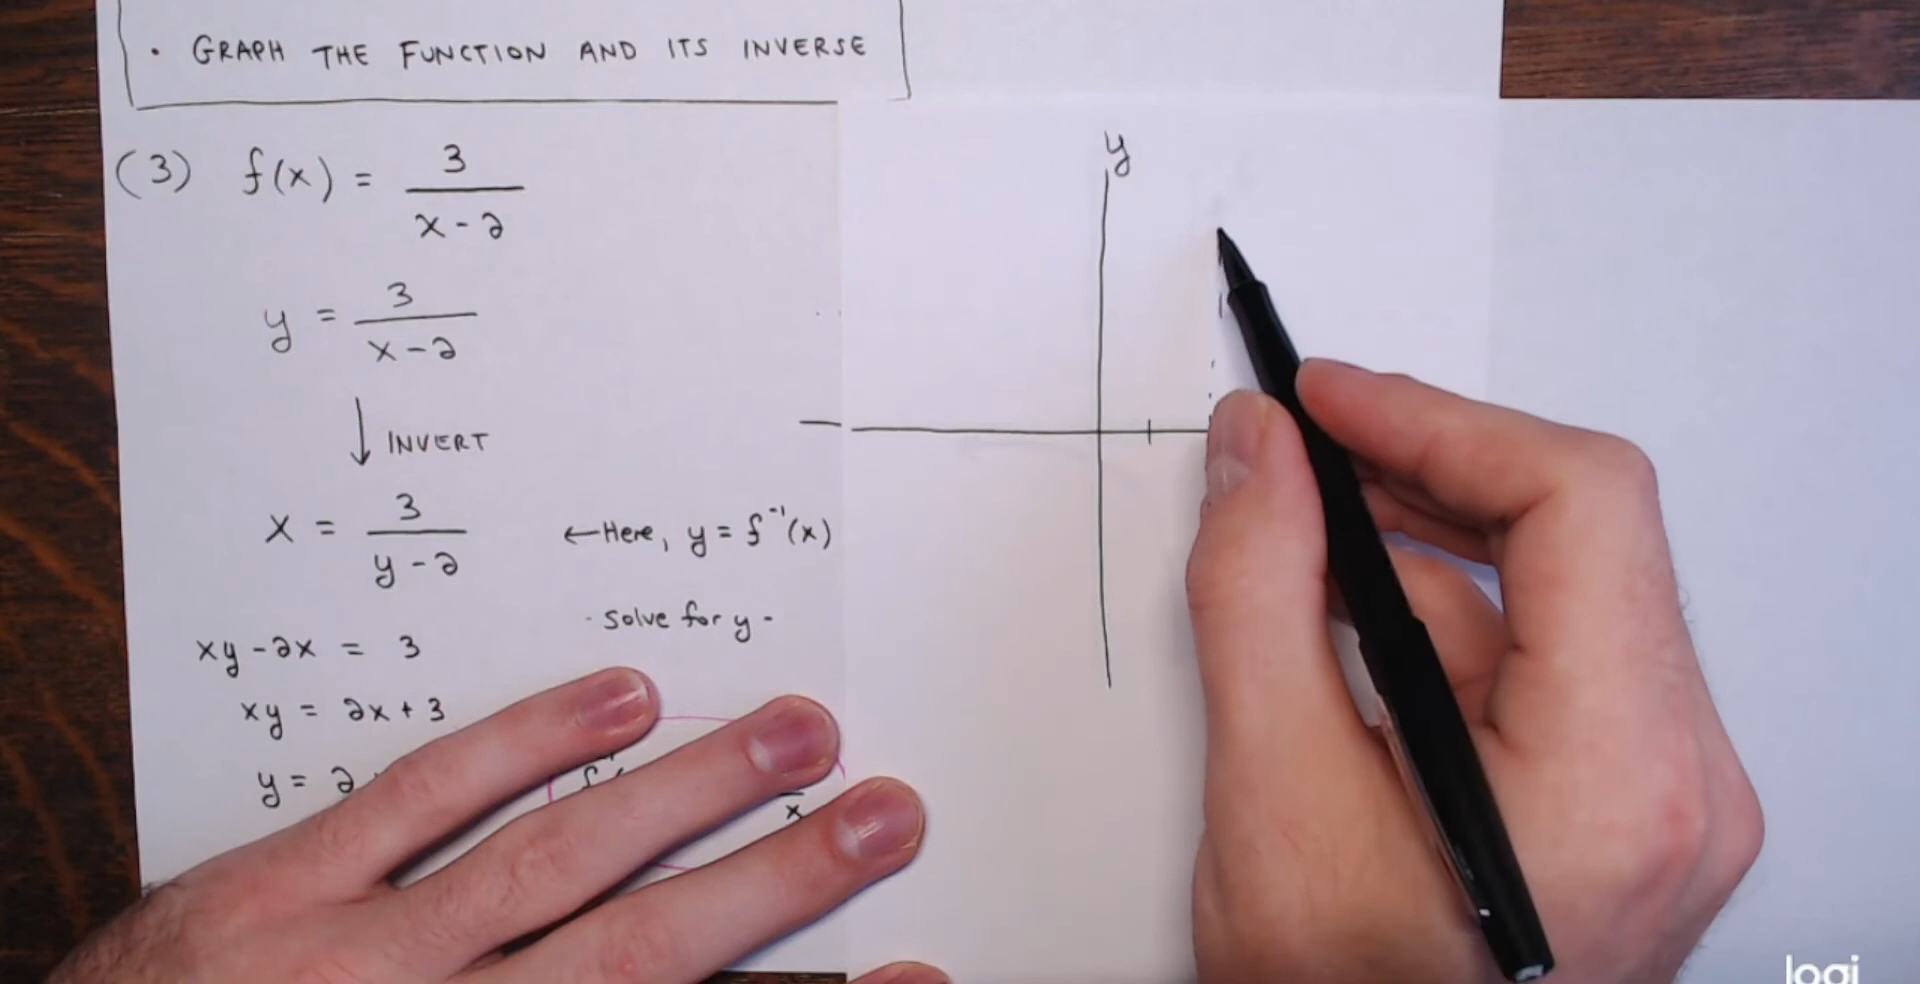 • GRAPH THE FUNCTION AND ITS INVERSE
(3) f(x) = 3 / (x - 2)
y = 3 / (x - 2)
↓ INVERT
x = 3 / (y - 2)
← Here, y = f⁻¹(x)
- solve for y -
xy - 2x = 3
xy = 2x + 3
y = 2
x
y
logi